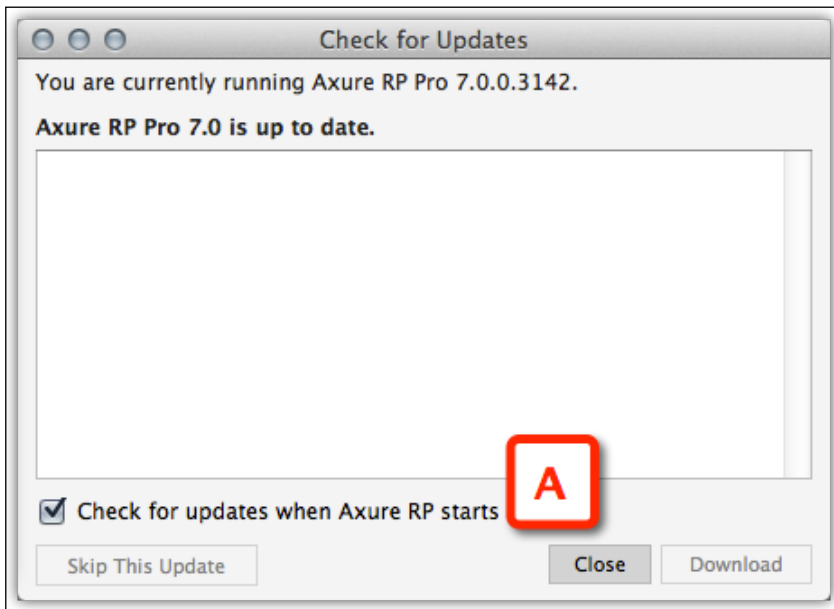 Check for Updates
You are currently running Axure RP Pro 7.0.0.3142.
Axure RP Pro 7.0 is up to date.
A
Check for updates when Axure RP starts
Skip This Update
Close
Download